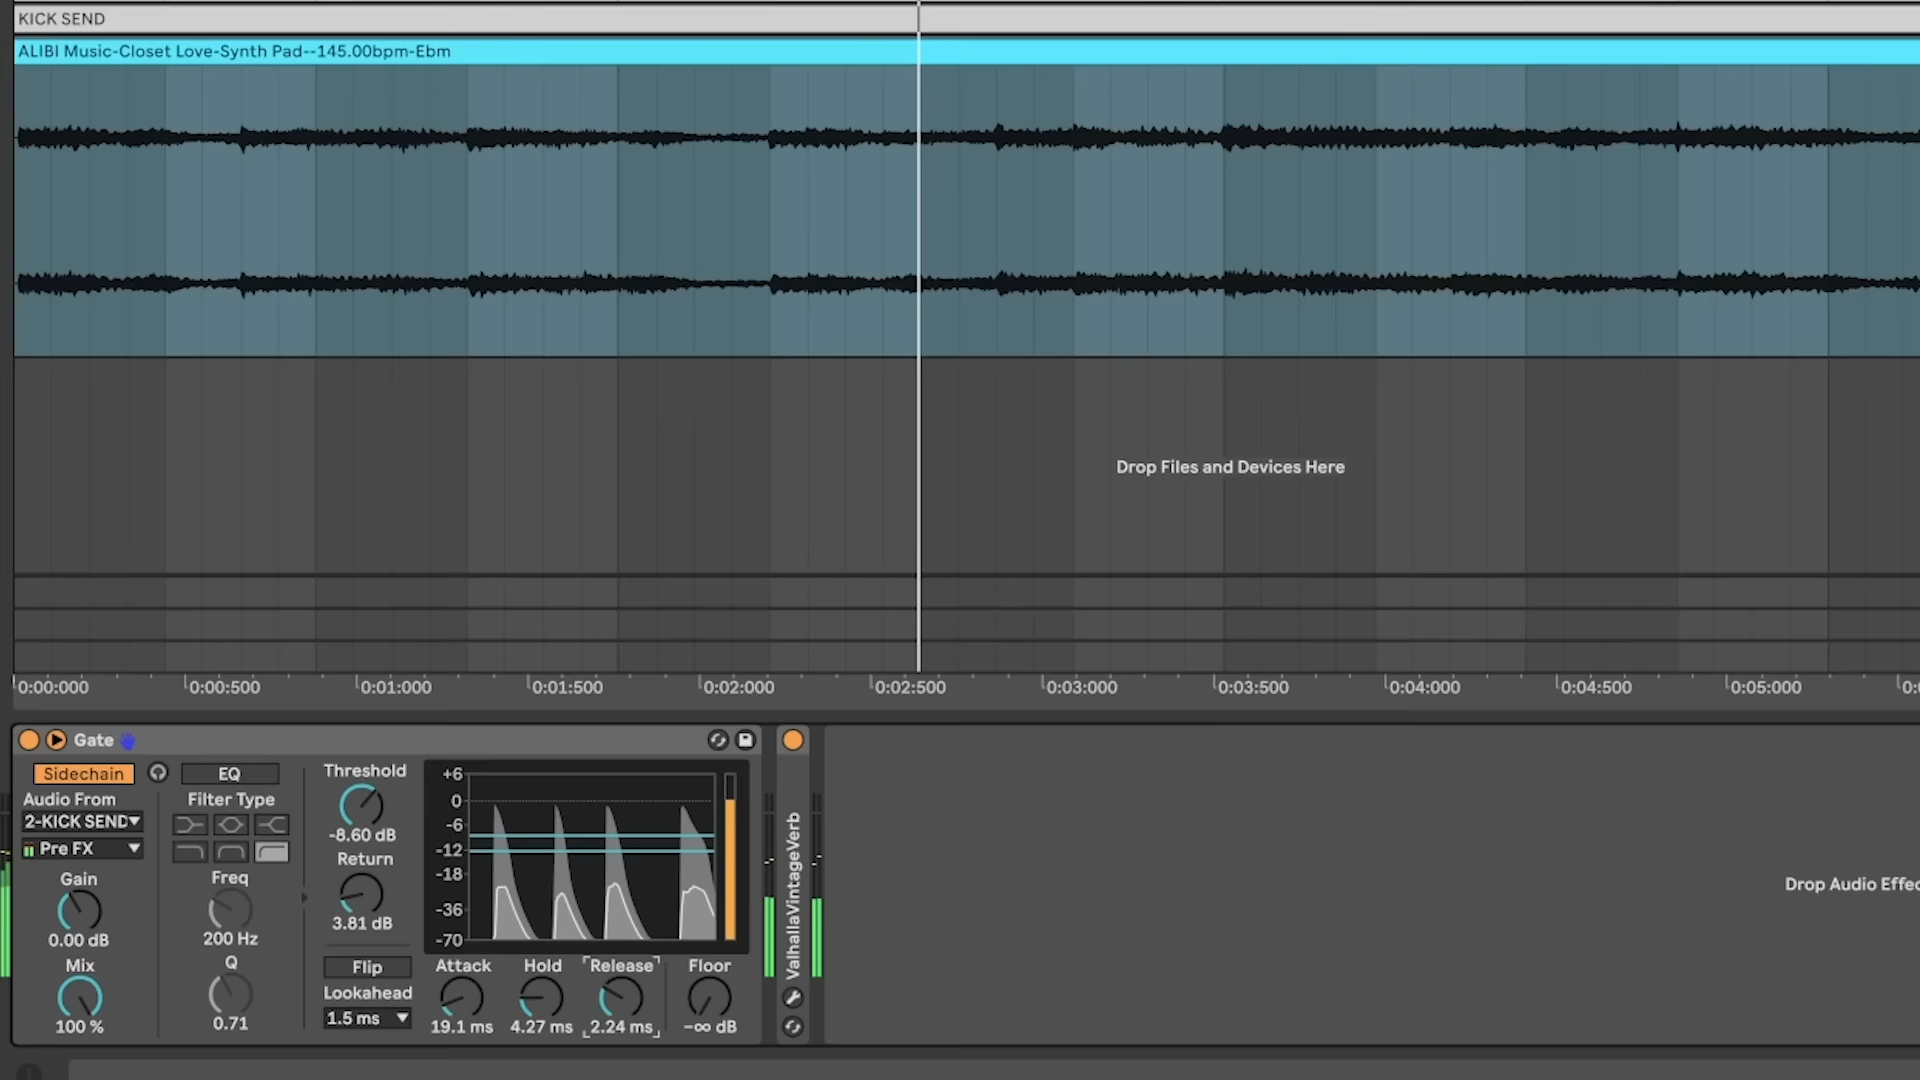 KICK SEND
ALIBI Music-Closet Love-Synth Pad--145.00bpm-Ebm
Drop Files and Devices Here
0:00:000 0:00:500 0:01:000 0:01:500 0:02:000 0:02:500 0:03:000 0:03:500 0:04:000 0:04:500 0:05:000 0:
Gate
Sidechain
Audio From
2-KICK SEND
Pre FX
Gain
0.00 dB
Mix
100 %
EQ
Filter Type
Freq
200 Hz
Q
0.71
Threshold
-8.60 dB
Return
3.81 dB
Flip
Lookahead
1.5 ms
+6
0
-6
-12
-18
-36
-70
Attack Hold Release Floor
19.1 ms 4.27 ms 2.24 ms -∞ dB
ValhallaVintageVerb
Drop Audio Effec